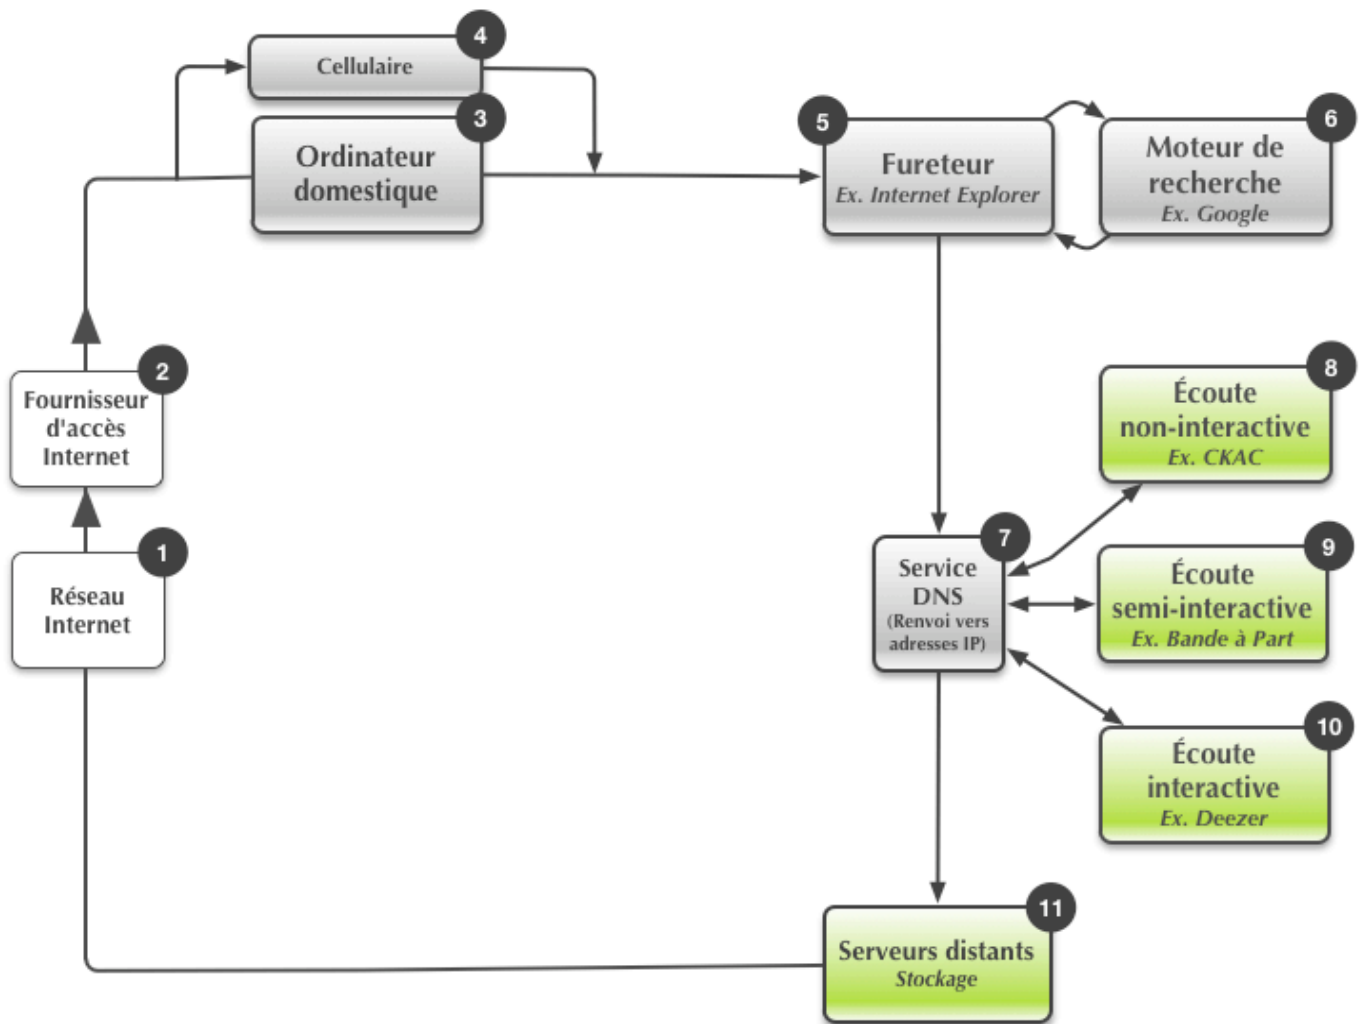 4
Cellulaire
3
Ordinateur
domestique
5
Fureteur
Ex. Internet Explorer
6
Moteur de
recherche
Ex. Google
2
Fournisseur
d'accès
Internet
1
Réseau
Internet
7
Service
DNS
(Renvoi vers
adresses IP)
8
Écoute
non-interactive
Ex. CKAC
9
Écoute
semi-interactive
Ex. Bande à Part
10
Écoute
interactive
Ex. Deezer
11
Serveurs distants
Stockage